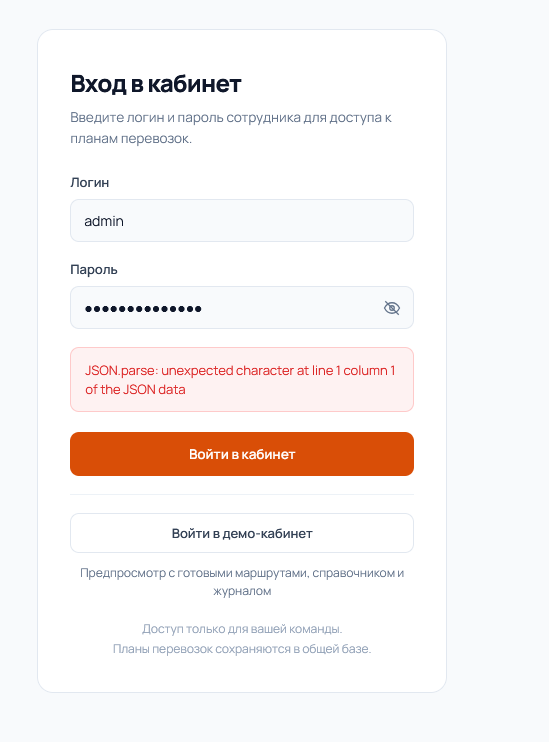 Вход в кабинет
Введите логин и пароль сотрудника для доступа к
планам перевозок.
Логин
admin
Пароль
●●●●●●●●●●●●●●
JSON.parse: unexpected character at line 1 column 1
of the JSON data
Войти в кабинет
Войти в демо-кабинет
Предпросмотр с готовыми маршрутами, справочником и
журналом
Доступ только для вашей команды.
Планы перевозок сохраняются в общей базе.